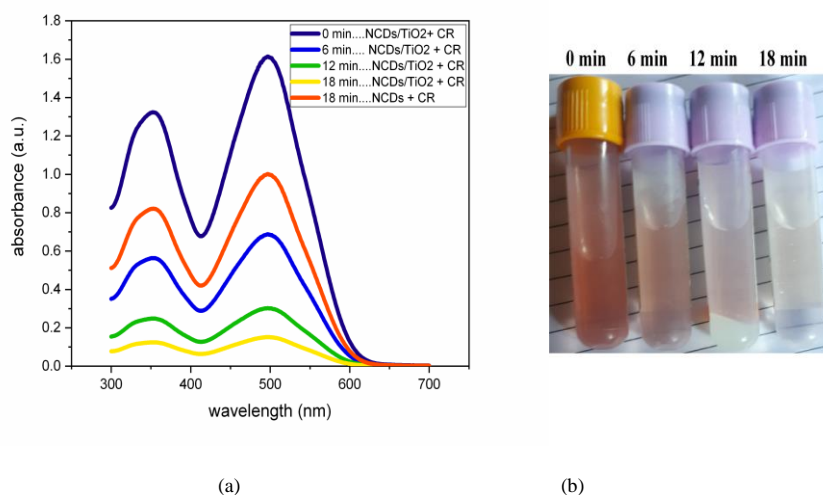 1.8
1.6
1.4
1.2
1.0
0.8
0.6
0.4
0.2
0.0
absorbance (a.u.)
0 min....NCDs/TiO2+ CR
6 min.... NCDs/TiO2 + CR
12 min....NCDs/TiO2 + CR
18 min....NCDs/TiO2 + CR
18 min....NCDs + CR
300 400 500 600 700
wavelength (nm)
(a)
0 min 6 min 12 min 18 min
(b)